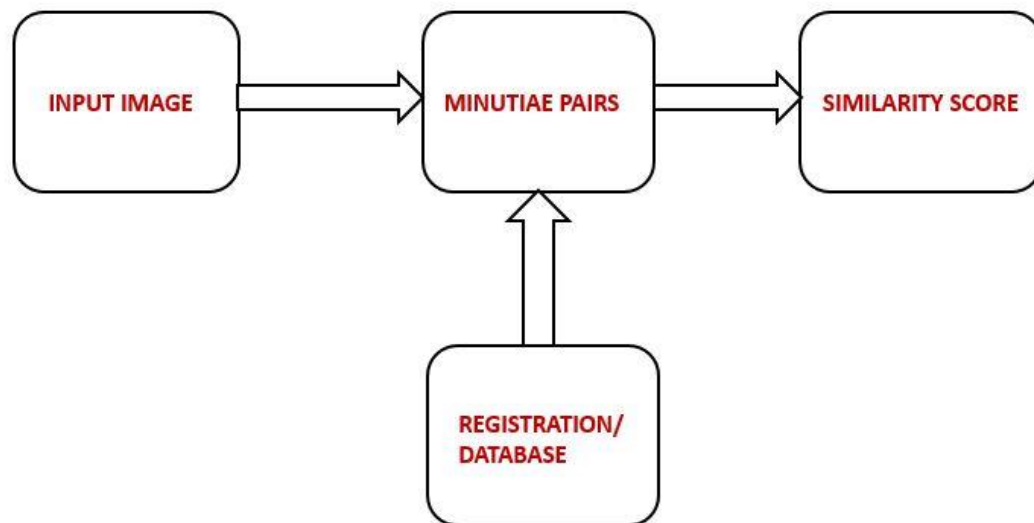 INPUT IMAGE
MINUTIAE PAIRS
SIMILARITY SCORE
REGISTRATION/
DATABASE